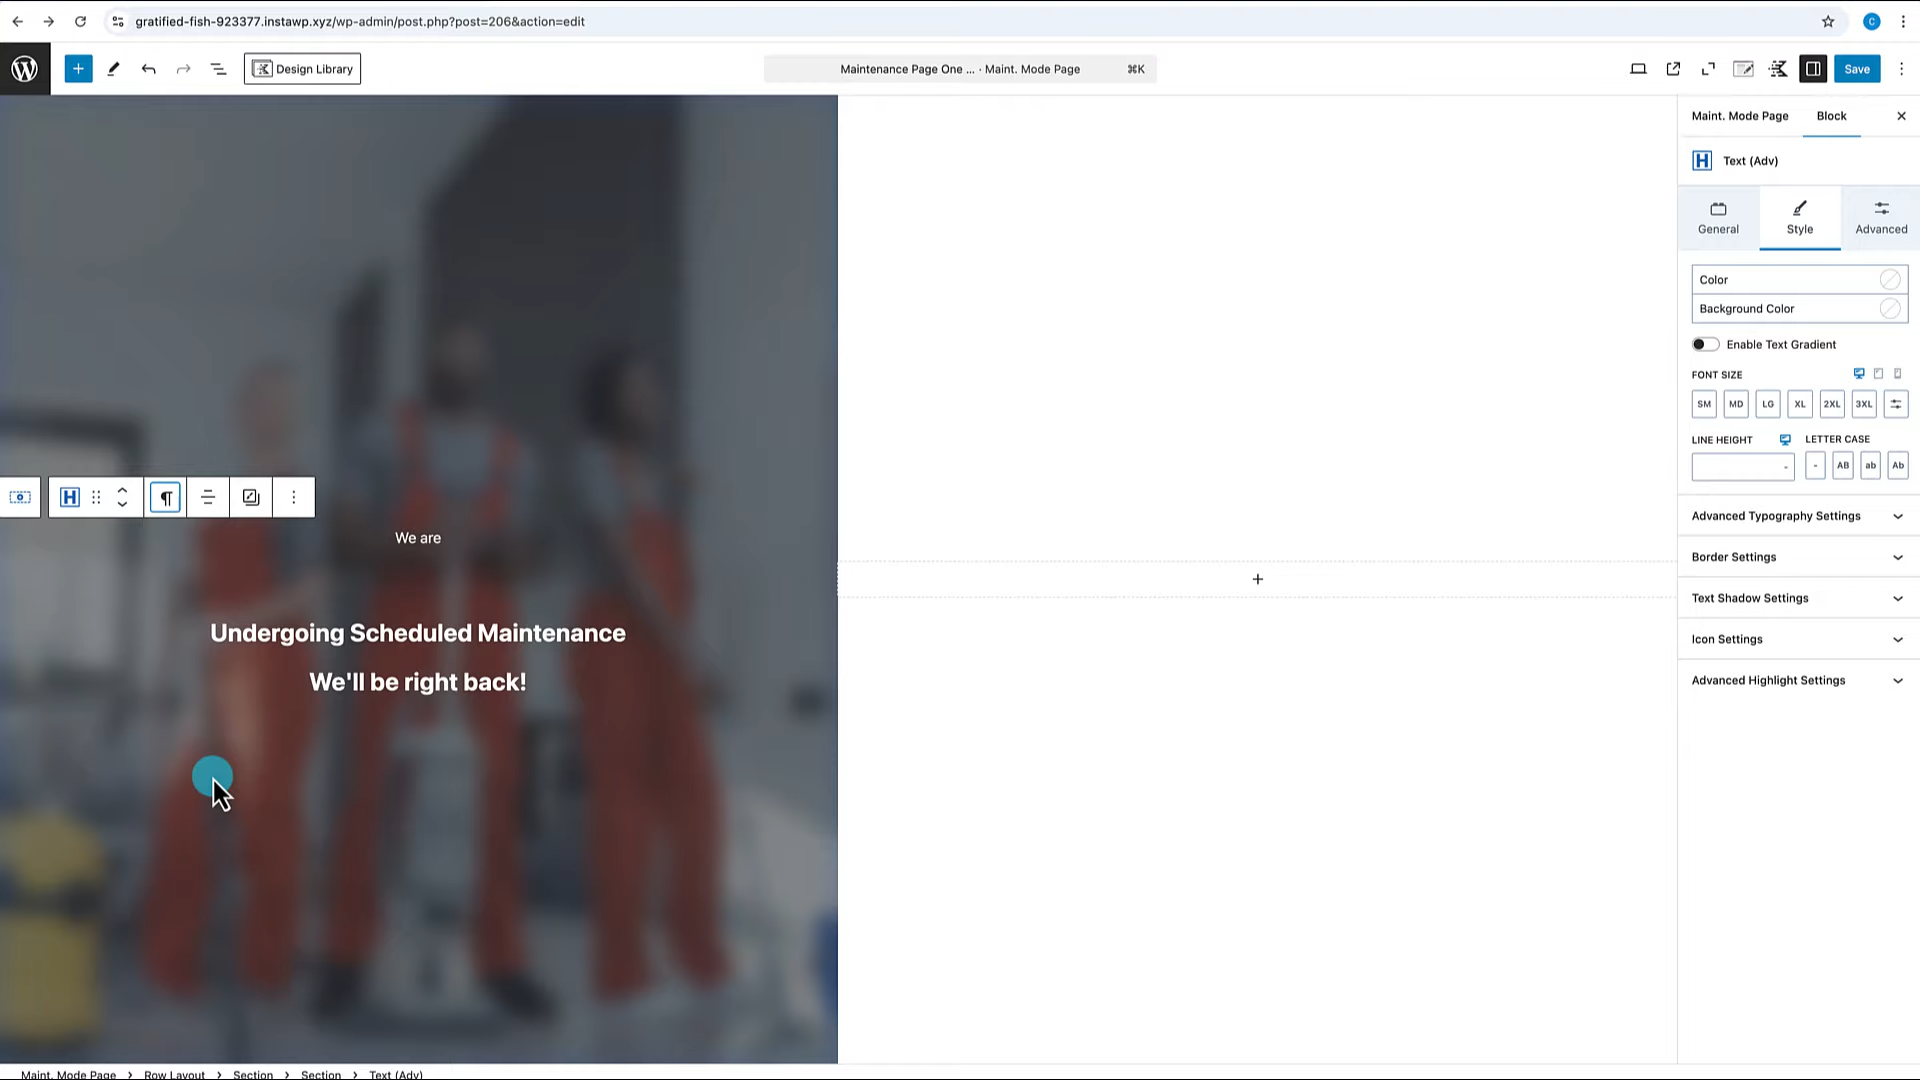 gratified-fish-923377.instawp.xyz/wp-admin/post.php?post=206&action=edit
C
Design Library
Maintenance Page One ... · Maint. Mode Page
⌘K
Save
Maint. Mode Page
Block
Text (Adv)
General
Style
Advanced
Color
Background Color
Enable Text Gradient
FONT SIZE
SM
MD
LG
XL
2XL
3XL
LINE HEIGHT
LETTER CASE
-
-
AB
ab
Ab
Advanced Typography Settings
Border Settings
Text Shadow Settings
Icon Settings
Advanced Highlight Settings
H
We are
Undergoing Scheduled Maintenance
We'll be right back!
Maint. Mode Page > Row Layout > Section > Section > Text (Adv)